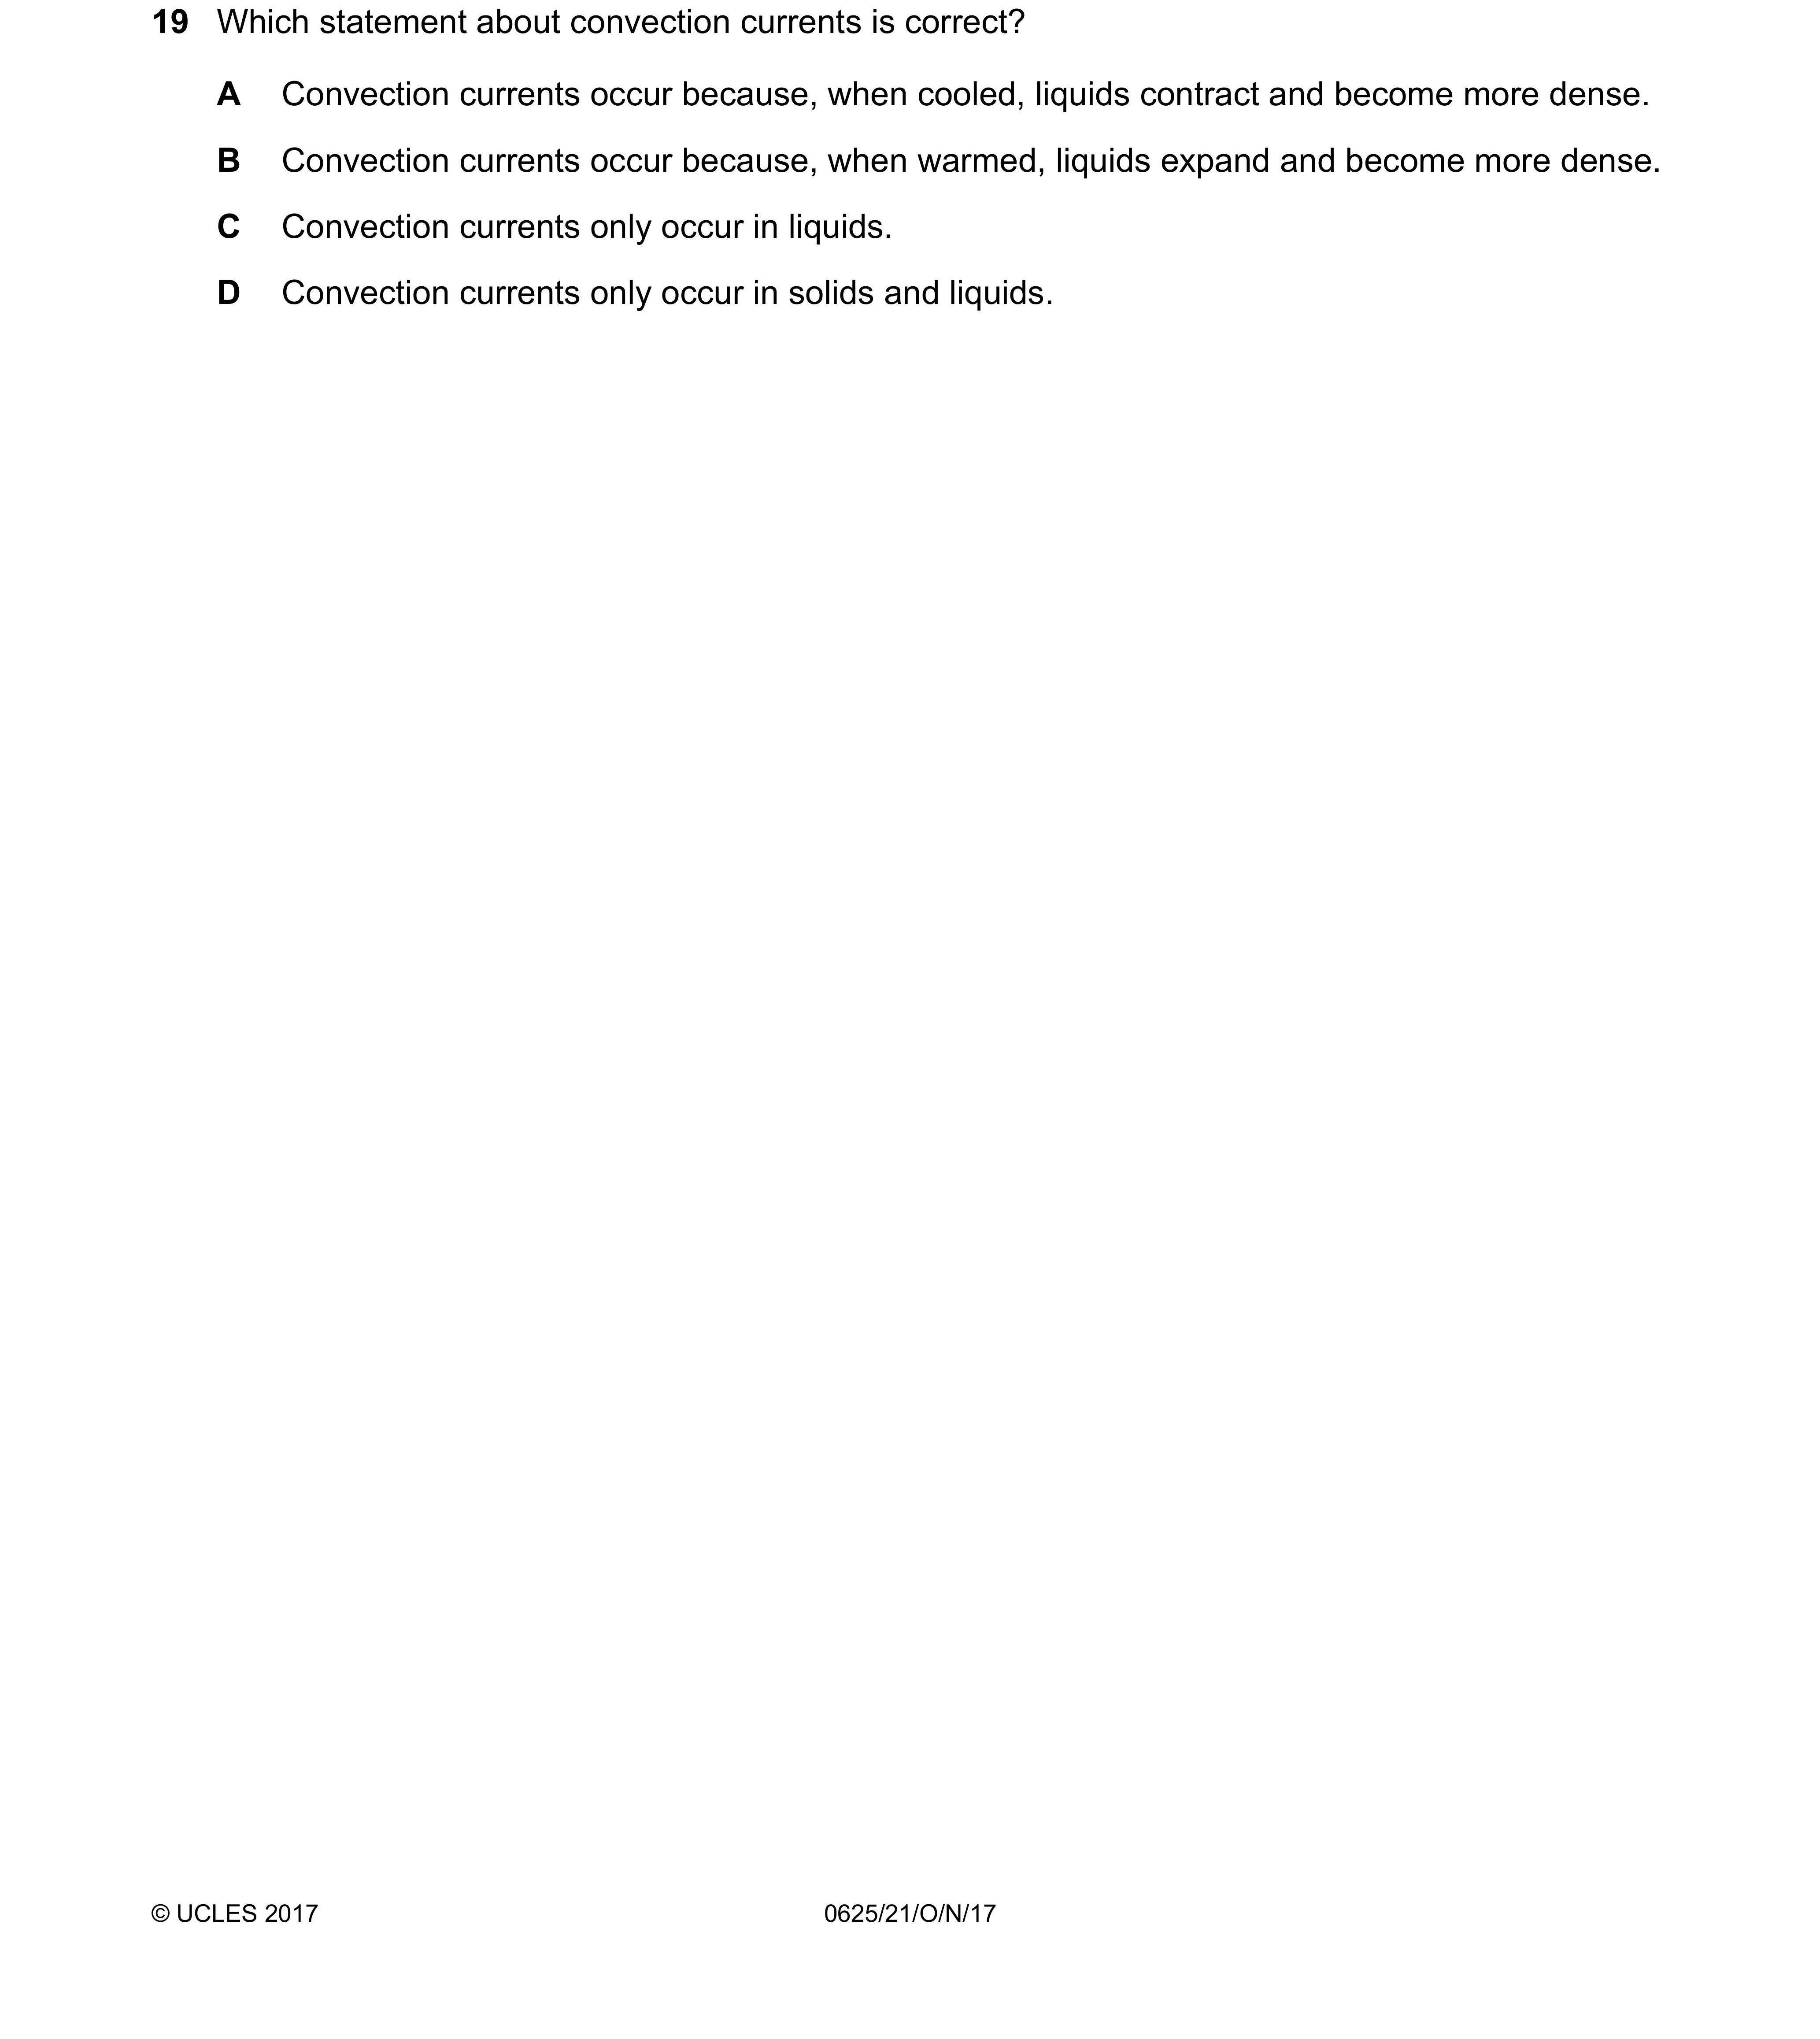 19 Which statement about convection currents is correct?
A Convection currents occur because, when cooled, liquids contract and become more dense.
B Convection currents occur because, when warmed, liquids expand and become more dense.
C Convection currents only occur in liquids.
D Convection currents only occur in solids and liquids.
© UCLES 2017 0625/21/O/N/17